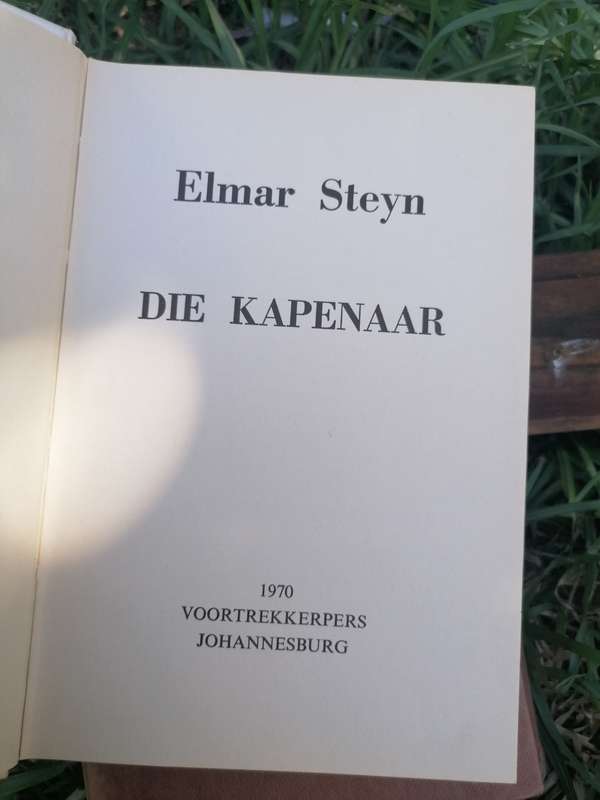 Elmar Steyn
DIE KAPENAAR
1970
VOORTREKKERPERS
JOHANNESBURG